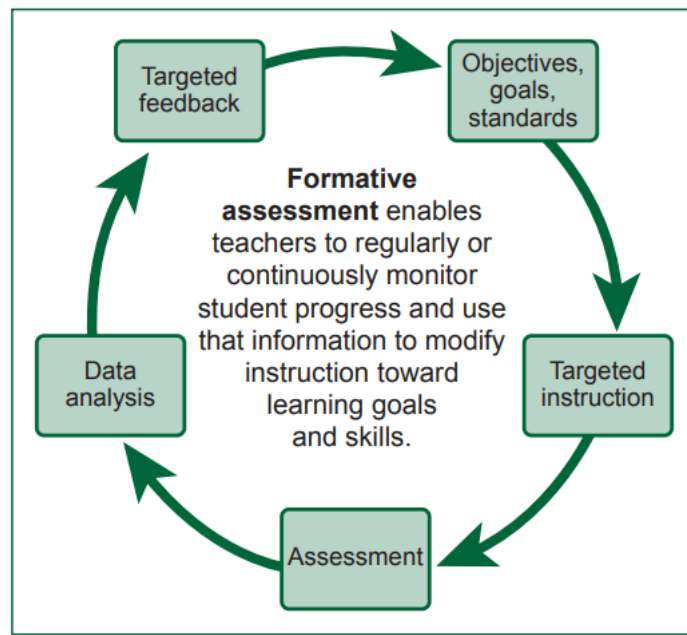 Targeted
feedback
Objectives,
goals,
standards
Formative
assessment enables
teachers to regularly or
continuously monitor
student progress and use
that information to modify
instruction toward
learning goals
and skills.
Data
analysis
Targeted
instruction
Assessment